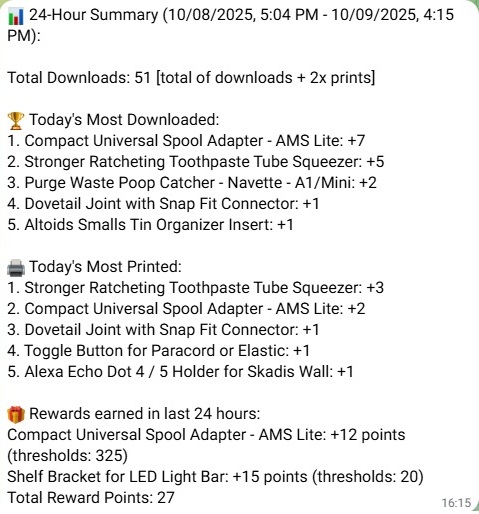 📊 24-Hour Summary (10/08/2025, 5:04 PM - 10/09/2025, 4:15
PM):
Total Downloads: 51 [total of downloads + 2x prints]
🏆 Today's Most Downloaded:
1. Compact Universal Spool Adapter - AMS Lite: +7
2. Stronger Ratcheting Toothpaste Tube Squeezer: +5
3. Purge Waste Poop Catcher - Navette - A1/Mini: +2
4. Dovetail Joint with Snap Fit Connector: +1
5. Altoids Smalls Tin Organizer Insert: +1
🖨️ Today's Most Printed:
1. Stronger Ratcheting Toothpaste Tube Squeezer: +3
2. Compact Universal Spool Adapter - AMS Lite: +2
3. Dovetail Joint with Snap Fit Connector: +1
4. Toggle Button for Paracord or Elastic: +1
5. Alexa Echo Dot 4 / 5 Holder for Skadis Wall: +1
🎁 Rewards earned in last 24 hours:
Compact Universal Spool Adapter - AMS Lite: +12 points
(thresholds: 325)
Shelf Bracket for LED Light Bar: +15 points (thresholds: 20)
Total Reward Points: 27
16:15